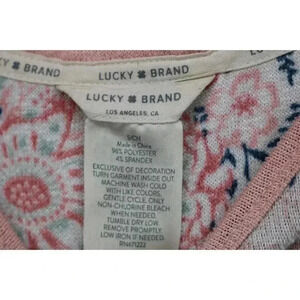 LUCKY BRAND
LUCKY BRAND
LUCKY BRAND
LOS ANGELES, CA
S/CH
Made in China
96% POLYESTER
4% SPANDEX
EXCLUSIVE OF DECORATION
TURN GARMENT INSIDE OUT.
MACHINE WASH COLD
WITH LIKE COLORS,
GENTLE CYCLE. ONLY
NON-CHLORINE BLEACH
WHEN NEEDED.
TUMBLE DRY LOW.
REMOVE PROMPTLY.
LOW IRON IF NEEDED.